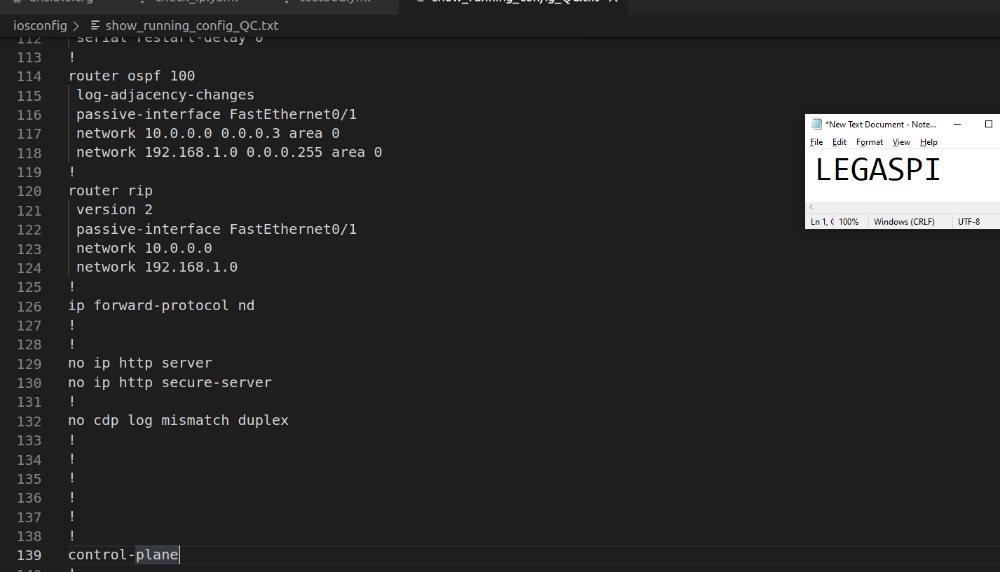 iosconfig > show_running_config_QC.txt
112 serial restart-delay 0
113 !
114 router ospf 100
115 log-adjacency-changes
116 passive-interface FastEthernet0/1
117 network 10.0.0.0 0.0.0.3 area 0
118 network 192.168.1.0 0.0.0.255 area 0
119 !
120 router rip
121 version 2
122 passive-interface FastEthernet0/1
123 network 10.0.0.0
124 network 192.168.1.0
125 !
126 ip forward-protocol nd
127 !
128 !
129 no ip http server
130 no ip http secure-server
131 !
132 no cdp log mismatch duplex
133 !
134 !
135 !
136 !
137 !
138 !
139 control-plane
*New Text Document - Note...
File Edit Format View Help
LEGASPI
Ln 1, 100% Windows (CRLF) UTF-8